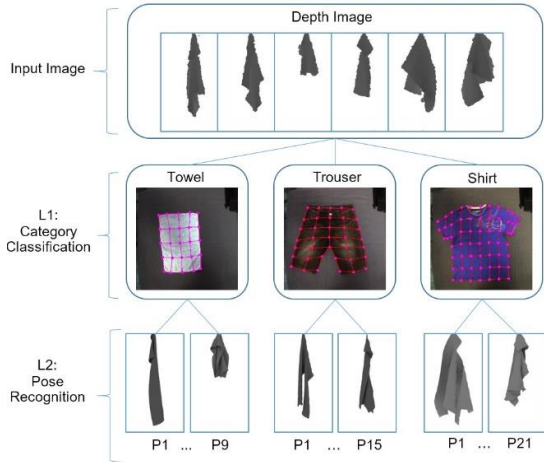 Depth Image
Input Image
Towel
Trouser
Shirt
L1:
Category
Classification
L2:
Pose
Recognition
P1 ... P9
P1 ... P15
P1 ... P21